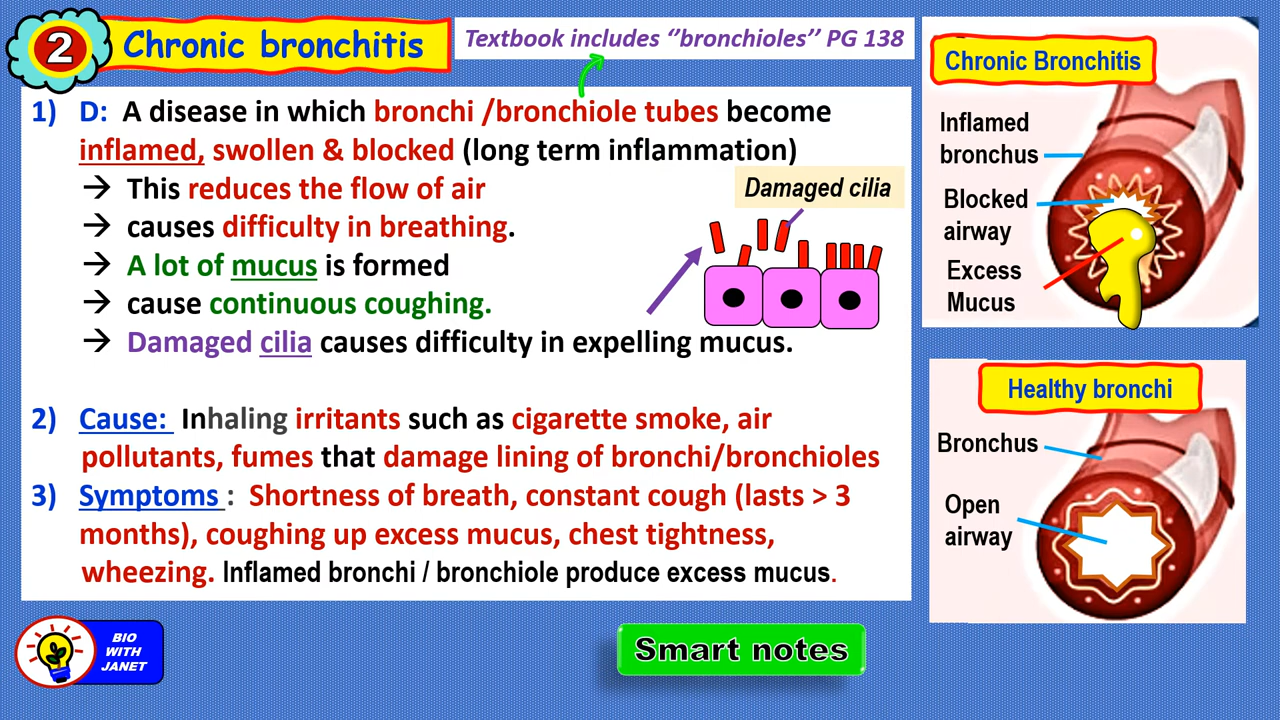 2
Chronic bronchitis
Textbook includes ‘’bronchioles’’ PG 138
1) D: A disease in which bronchi /bronchiole tubes become
inflamed, swollen & blocked (long term inflammation)
→ This reduces the flow of air
→ causes difficulty in breathing.
→ A lot of mucus is formed
→ cause continuous coughing.
→ Damaged cilia causes difficulty in expelling mucus.
Damaged cilia
2) Cause: Inhaling irritants such as cigarette smoke, air
pollutants, fumes that damage lining of bronchi/bronchioles
3) Symptoms : Shortness of breath, constant cough (lasts > 3
months), coughing up excess mucus, chest tightness,
wheezing. Inflamed bronchi / bronchiole produce excess mucus.
Chronic Bronchitis
Inflamed
bronchus
Blocked
airway
Excess
Mucus
Healthy bronchi
Bronchus
Open
airway
BIO
WITH
JANET
Smart notes